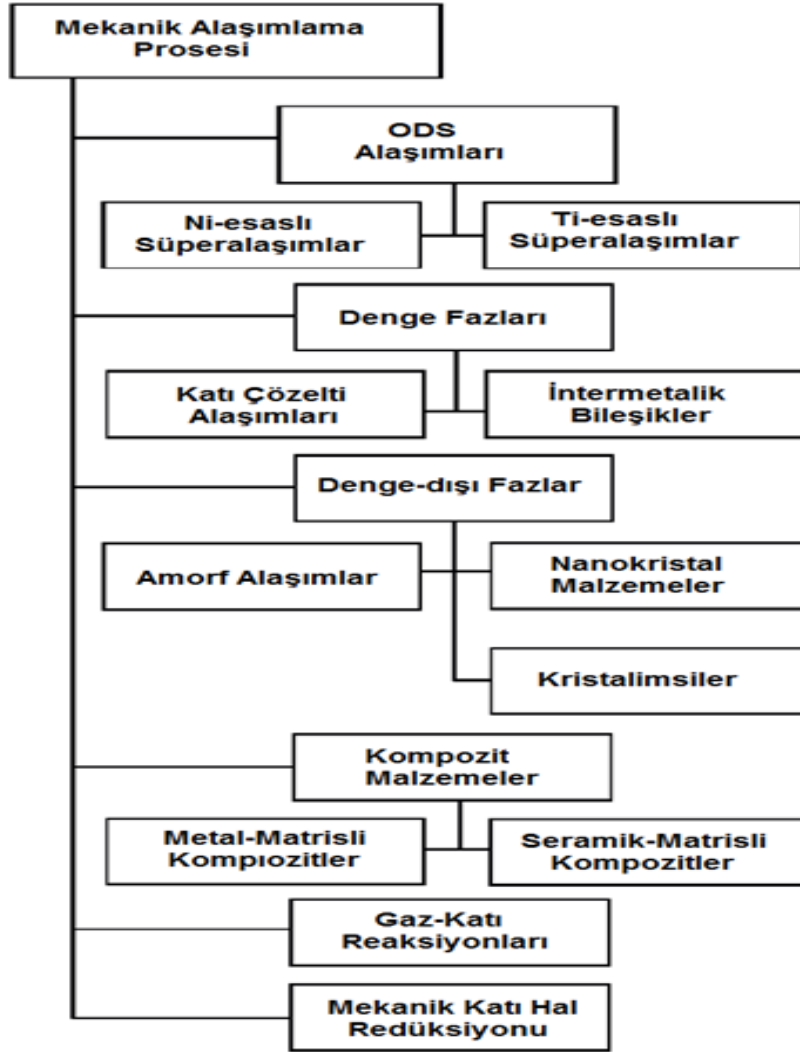 Mekanik Alaşımlama
Prosesi
ODS
Alaşımları
Ni-esaslı
Süperalaşımlar
Ti-esaslı
Süperalaşımlar
Denge Fazları
Katı Çözelti
Alaşımları
İntermetalik
Bileşikler
Denge-dışı Fazlar
Amorf Alaşımlar
Nanokristal
Malzemeler
Kristalimsiler
Kompozit
Malzemeler
Metal-Matrisli
Kompıozitler
Seramik-Matrisli
Kompozitler
Gaz-Katı
Reaksiyonları
Mekanik Katı Hal
Redüksiyonu